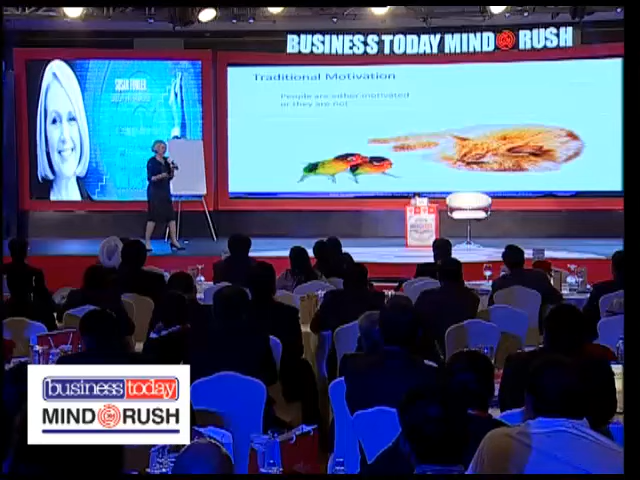 BUSINESS TODAY MIND RUSH
Traditional Motivation
People are either motivated
or they are not
SUSAN FOWLER
business today
MIND RUSH